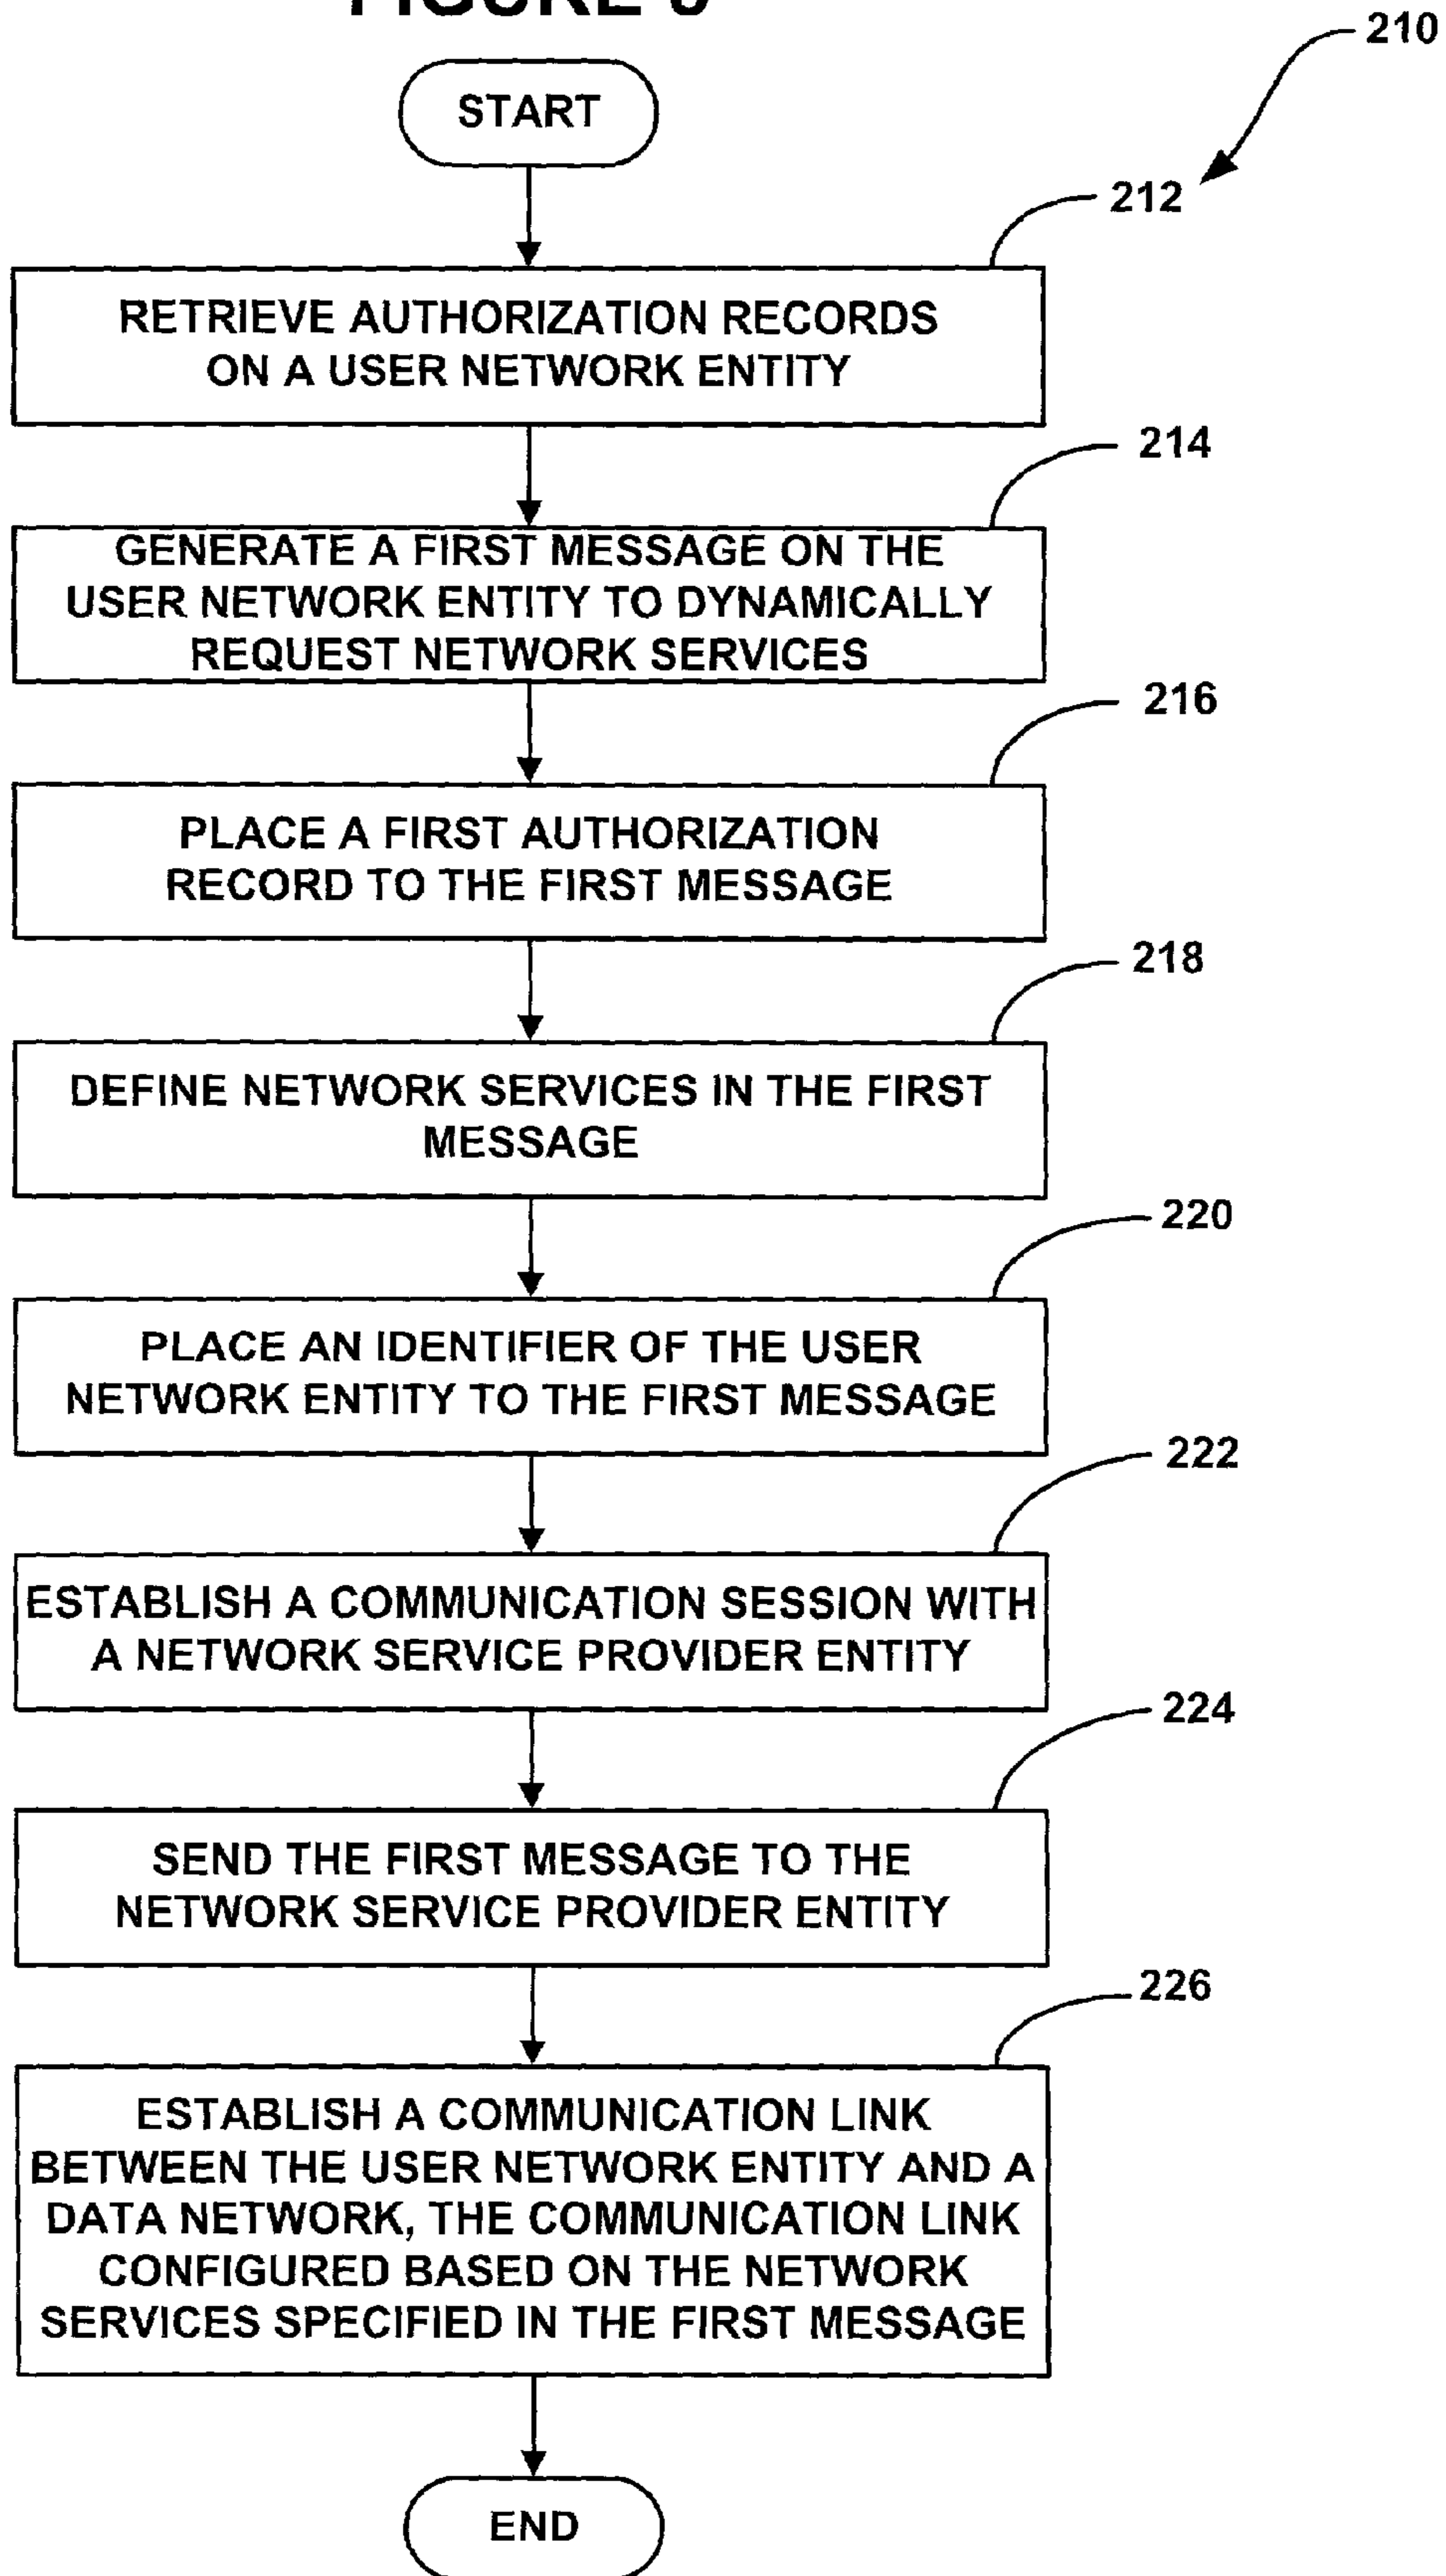 210
START
212
RETRIEVE AUTHORIZATION RECORDS
ON A USER NETWORK ENTITY
214
GENERATE A FIRST MESSAGE ON THE
USER NETWORK ENTITY TO DYNAMICALLY
REQUEST NETWORK SERVICES
216
PLACE A FIRST AUTHORIZATION
RECORD TO THE FIRST MESSAGE
218
DEFINE NETWORK SERVICES IN THE FIRST
MESSAGE
220
PLACE AN IDENTIFIER OF THE USER
NETWORK ENTITY TO THE FIRST MESSAGE
222
ESTABLISH A COMMUNICATION SESSION WITH
A NETWORK SERVICE PROVIDER ENTITY
224
SEND THE FIRST MESSAGE TO THE
NETWORK SERVICE PROVIDER ENTITY
226
ESTABLISH A COMMUNICATION LINK
BETWEEN THE USER NETWORK ENTITY AND A
DATA NETWORK, THE COMMUNICATION LINK
CONFIGURED BASED ON THE NETWORK
SERVICES SPECIFIED IN THE FIRST MESSAGE
END